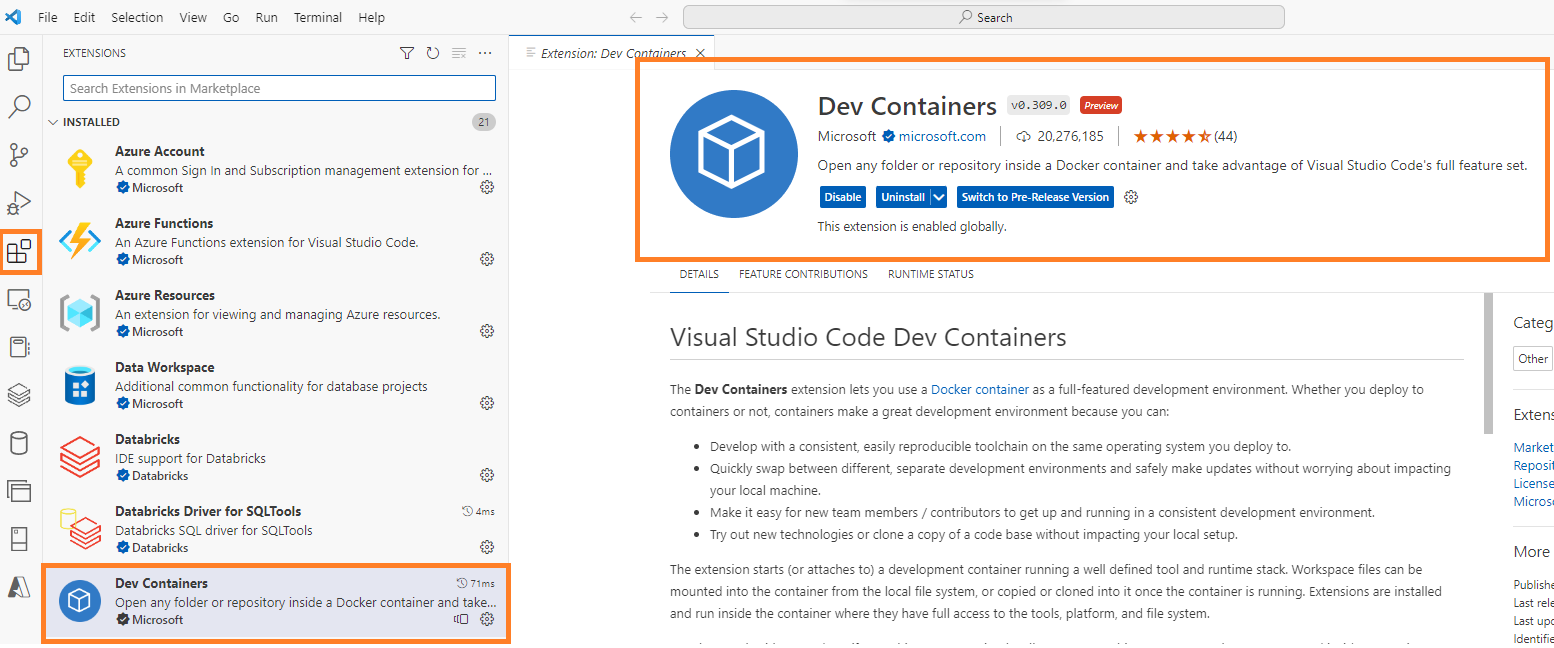 File Edit Selection View Go Run Terminal Help
Search
EXTENSIONS
Search Extensions in Marketplace
INSTALLED 21
Azure Account
A common Sign In and Subscription management extension for ...
Microsoft
Azure Functions
An Azure Functions extension for Visual Studio Code.
Microsoft
Azure Resources
An extension for viewing and managing Azure resources.
Microsoft
Data Workspace
Additional common functionality for database projects
Microsoft
Databricks
IDE support for Databricks
Databricks
Databricks Driver for SQLTools 4ms
Databricks SQL driver for SQLTools
Databricks
Dev Containers 71ms
Open any folder or repository inside a Docker container and take...
Microsoft
Extension: Dev Containers
Dev Containers v0.309.0 Preview
Microsoft microsoft.com 20,276,185 (44)
Open any folder or repository inside a Docker container and take advantage of Visual Studio Code's full feature set.
Disable Uninstall Switch to Pre-Release Version
This extension is enabled globally.
DETAILS FEATURE CONTRIBUTIONS RUNTIME STATUS
Visual Studio Code Dev Containers
The Dev Containers extension lets you use a Docker container as a full-featured development environment. Whether you deploy to
containers or not, containers make a great development environment because you can:
• Develop with a consistent, easily reproducible toolchain on the same operating system you deploy to.
• Quickly swap between different, separate development environments and safely make updates without worrying about impacting
your local machine.
• Make it easy for new team members / contributors to get up and running in a consistent development environment.
• Try out new technologies or clone a copy of a code base without impacting your local setup.
The extension starts (or attaches to) a development container running a well defined tool and runtime stack. Workspace files can be
mounted into the container from the local file system, or copied or cloned into it once the container is running. Extensions are installed
and run inside the container where they have full access to the tools, platform, and file system.
Categ
Other
Extens
Market
Reposit
License
Microso
More
Publishe
Last rele
Last upo
Identifie